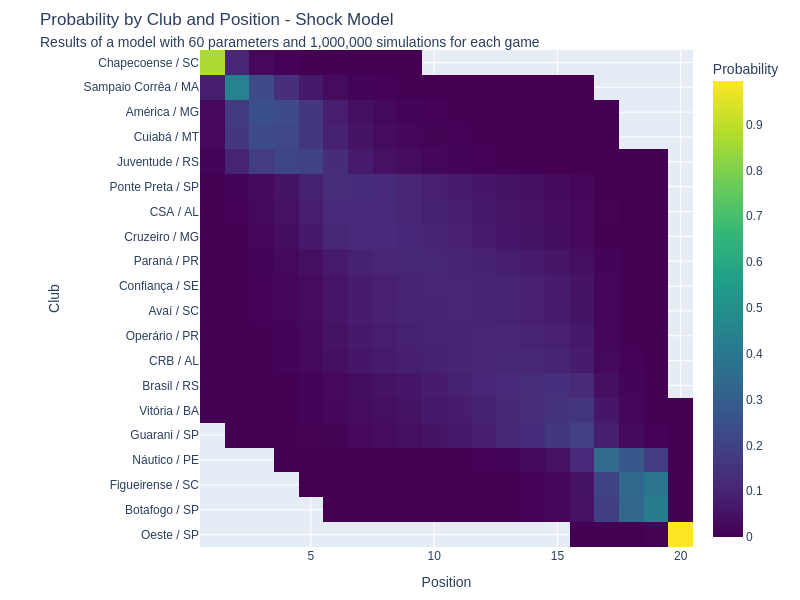 Probability by Club and Position - Shock Model
Results of a model with 60 parameters and 1,000,000 simulations for each game
Chapecoense / SC
Sampaio Corrêa / MA
América / MG
Cuiabá / MT
Juventude / RS
Ponte Preta / SP
CSA / AL
Cruzeiro / MG
Paraná / PR
Confiança / SE
Avaí / SC
Operário / PR
CRB / AL
Brasil / RS
Vitória / BA
Guarani / SP
Náutico / PE
Figueirense / SC
Botafogo / SP
Oeste / SP
Club
5
10
15
20
Position
Probability
0.9
0.8
0.7
0.6
0.5
0.4
0.3
0.2
0.1
0